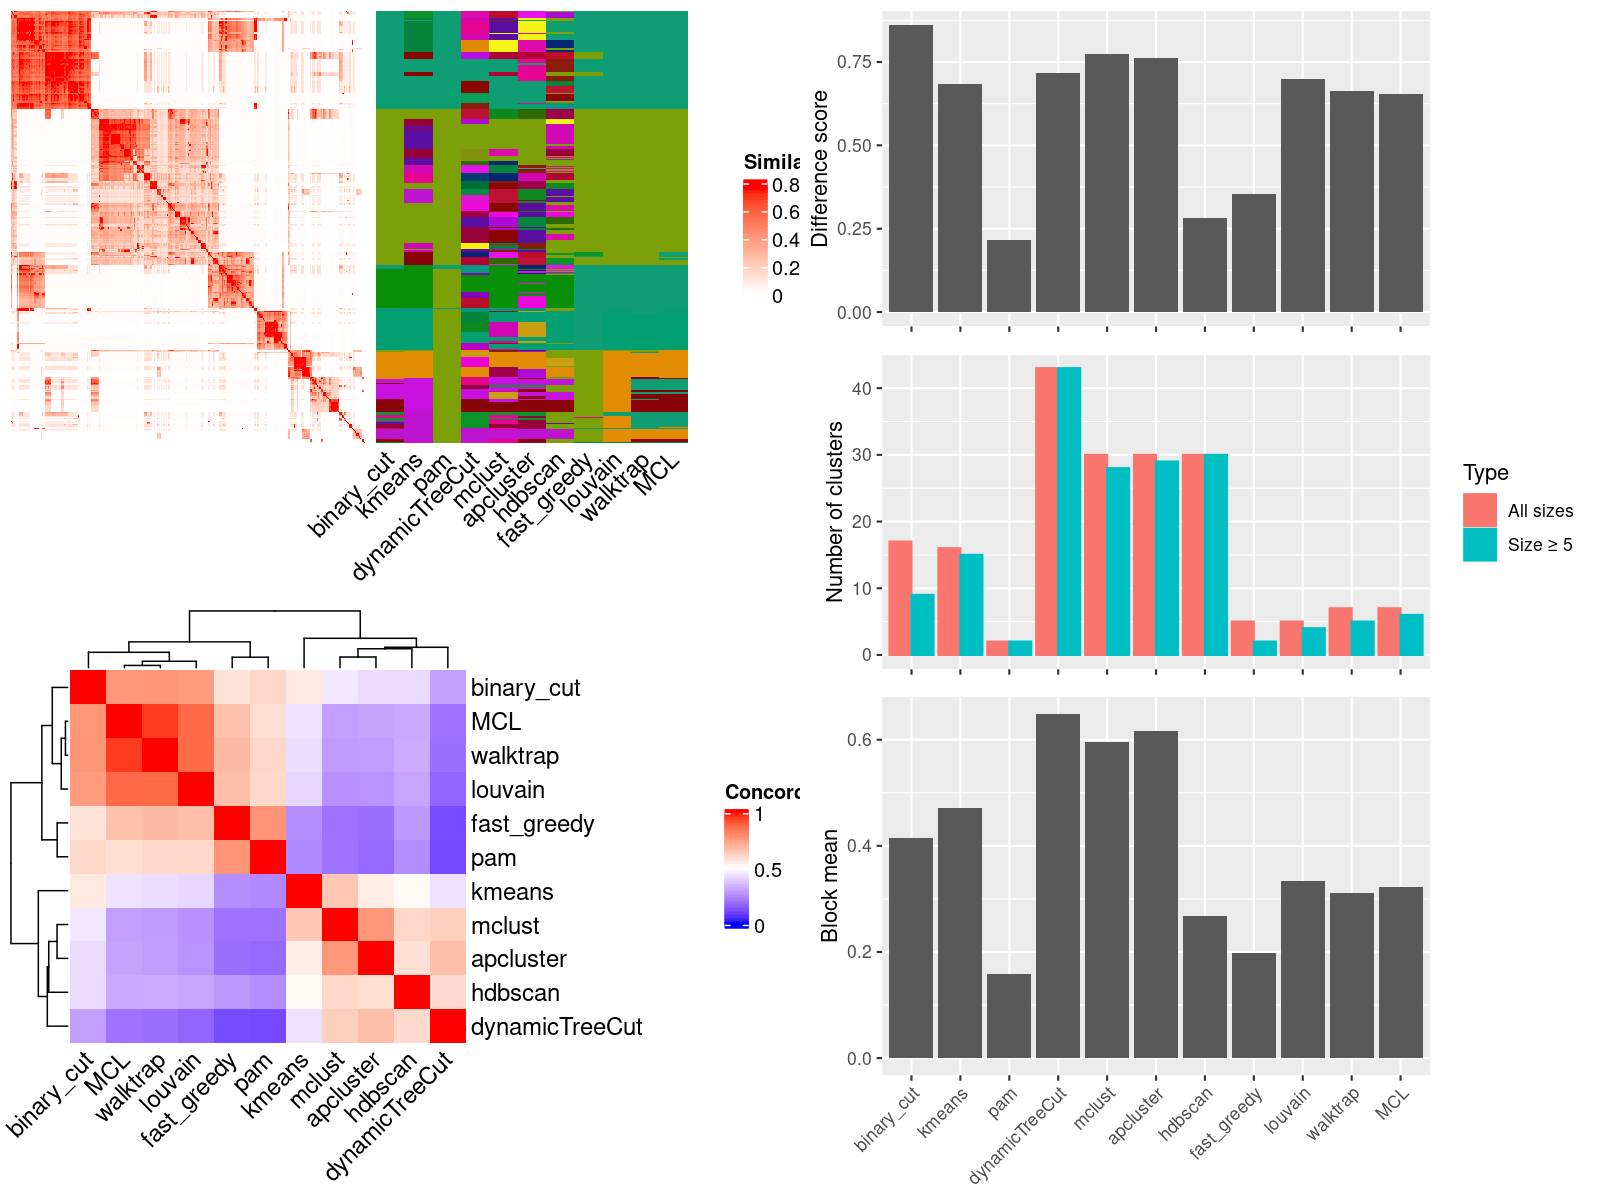 Simila
0.8
0.6
0.4
0.2
0
binary_cut
kmeans
pam
dynamicTreeCut
mclust
apcluster
hdbscan
fast_greedy
louvain
walktrap
MCL
binary_cut
MCL
walktrap
louvain
fast_greedy
pam
kmeans
mclust
apcluster
hdbscan
dynamicTreeCut
binary_cut
MCL
walktrap
louvain
fast_greedy
pam
kmeans
mclust
apcluster
hdbscan
dynamicTreeCut
Concorc
1
0.5
0
Difference score
0.75
0.50
0.25
0.00
Number of clusters
40
30
20
10
0
Type
All sizes
Size ≥ 5
Block mean
0.6
0.4
0.2
0.0
binary_cut
kmeans
pam
dynamicTreeCut
mclust
apcluster
hdbscan
fast_greedy
louvain
walktrap
MCL